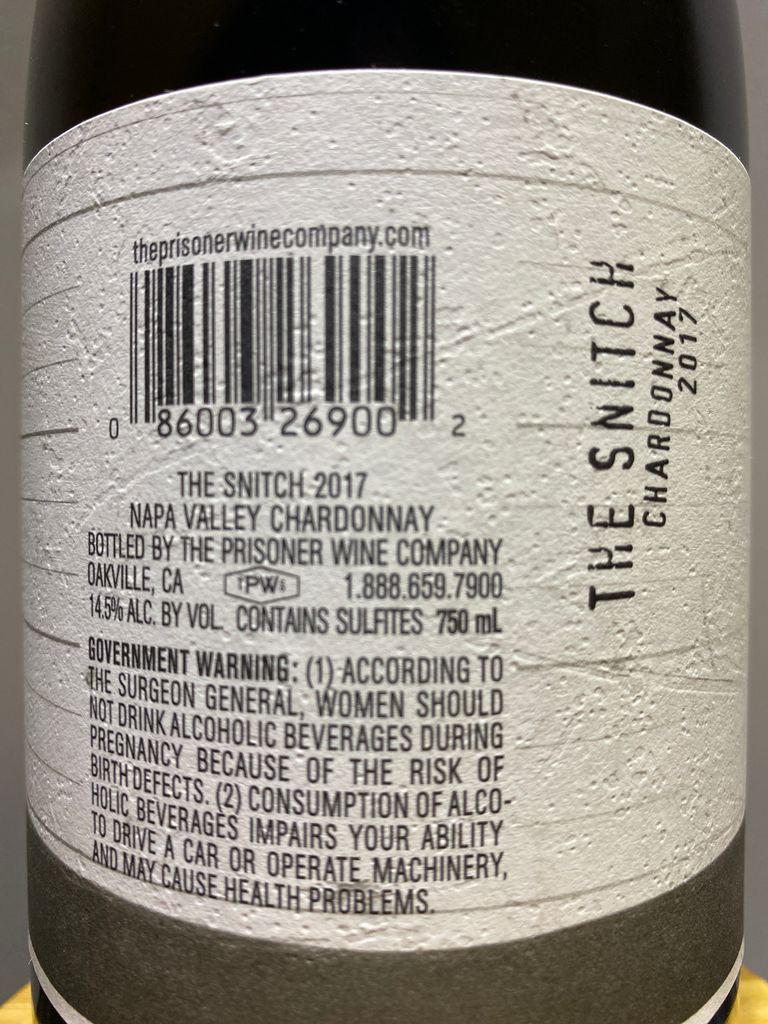 theprisonerwinecompany.com
0 86003 26900 2
THE SNITCH 2017
NAPA VALLEY CHARDONNAY
BOTTLED BY THE PRISONER WINE COMPANY
OAKVILLE, CA TPWC 1.888.659.7900
14.5% ALC. BY VOL. CONTAINS SULFITES 750 mL
GOVERNMENT WARNING: (1) ACCORDING TO
THE SURGEON GENERAL, WOMEN SHOULD
NOT DRINK ALCOHOLIC BEVERAGES DURING
PREGNANCY BECAUSE OF THE RISK OF
BIRTH DEFECTS. (2) CONSUMPTION OF ALCO-
HOLIC BEVERAGES IMPAIRS YOUR ABILITY
TO DRIVE A CAR OR OPERATE MACHINERY,
AND MAY CAUSE HEALTH PROBLEMS.
THE SNITCH
CHARDONNAY
2017